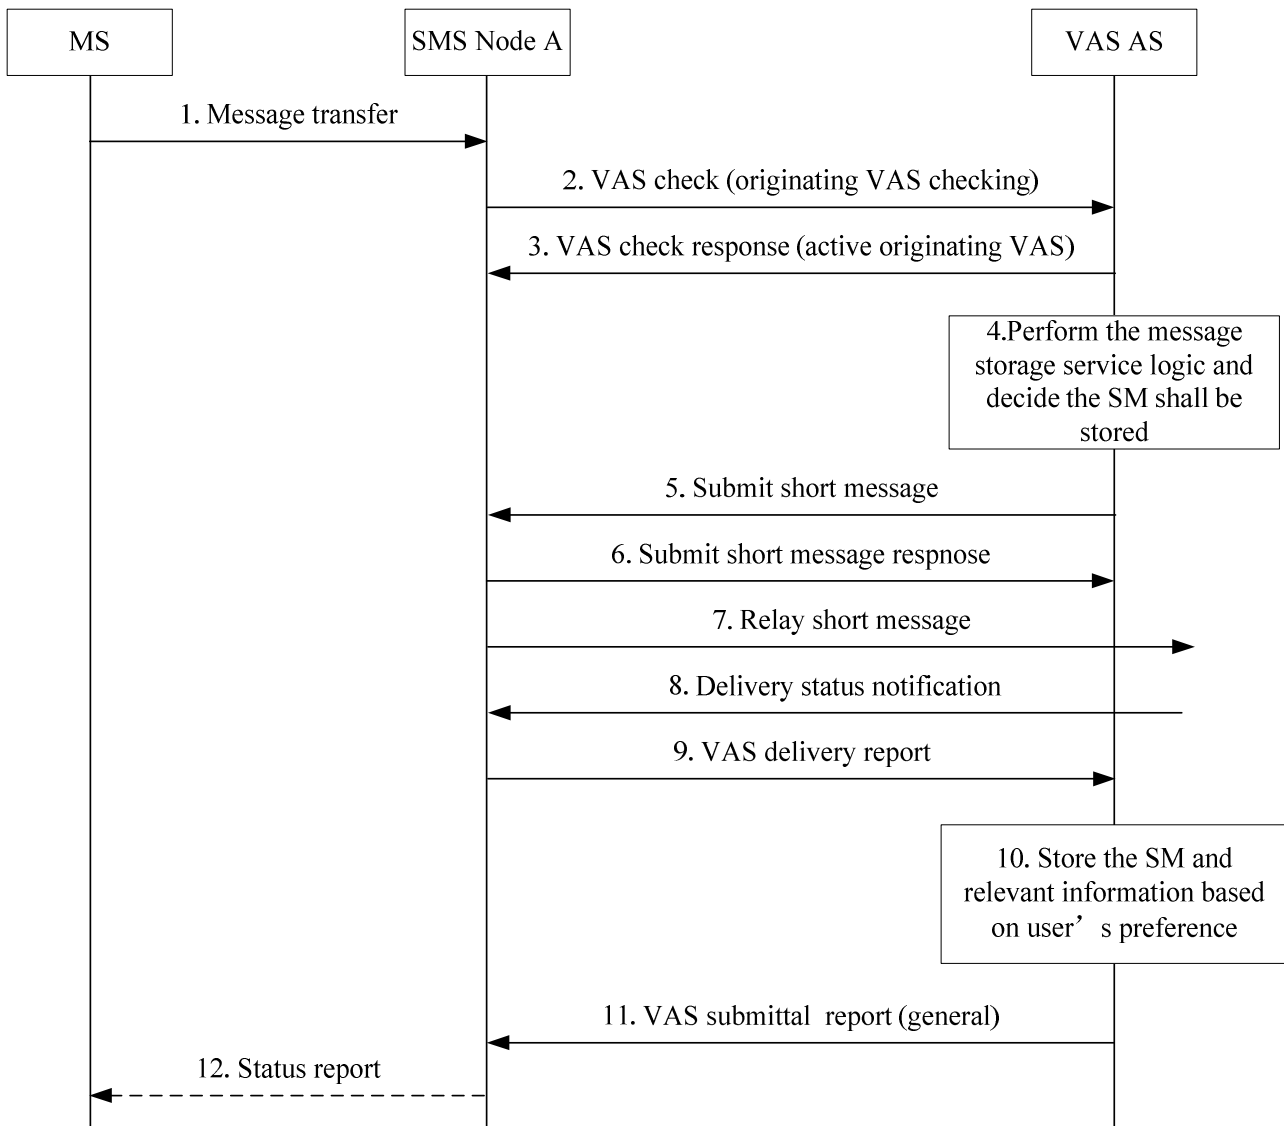 MS
SMS Node A
VAS AS
1. Message transfer
2. VAS check (originating VAS checking)
3. VAS check response (active originating VAS)
4.Perform the message
storage service logic and
decide the SM shall be
stored
5. Submit short message
6. Submit short message respnose
7. Relay short message
8. Delivery status notification
9. VAS delivery report
10. Store the SM and
relevant information based
on user’s preference
11. VAS submittal  report (general)
12. Status report